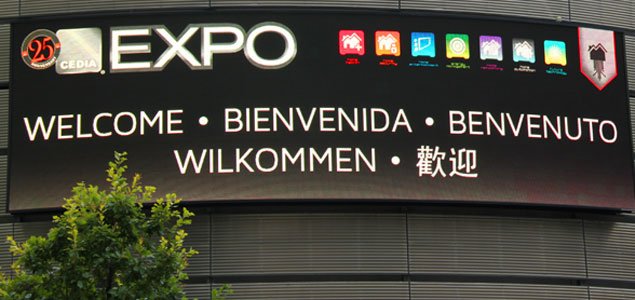 25 CEDIA EXPO
WELCOME • BIENVENIDA • BENVENUTO
WILKOMMEN • 歡迎